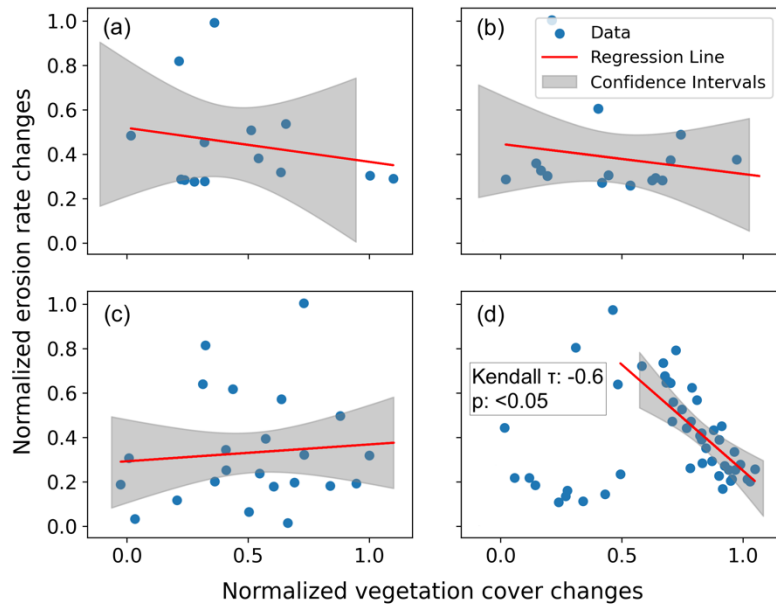 (a)
(b)
Data
Regression Line
Confidence Intervals
1.0
0.8
0.6
0.4
0.2
0.0
(c)
(d)
Kendall τ: -0.6
p: <0.05
1.0
0.8
0.6
0.4
0.2
0.0
0.0 0.5 1.0
0.0 0.5 1.0
Normalized erosion rate changes
Normalized vegetation cover changes